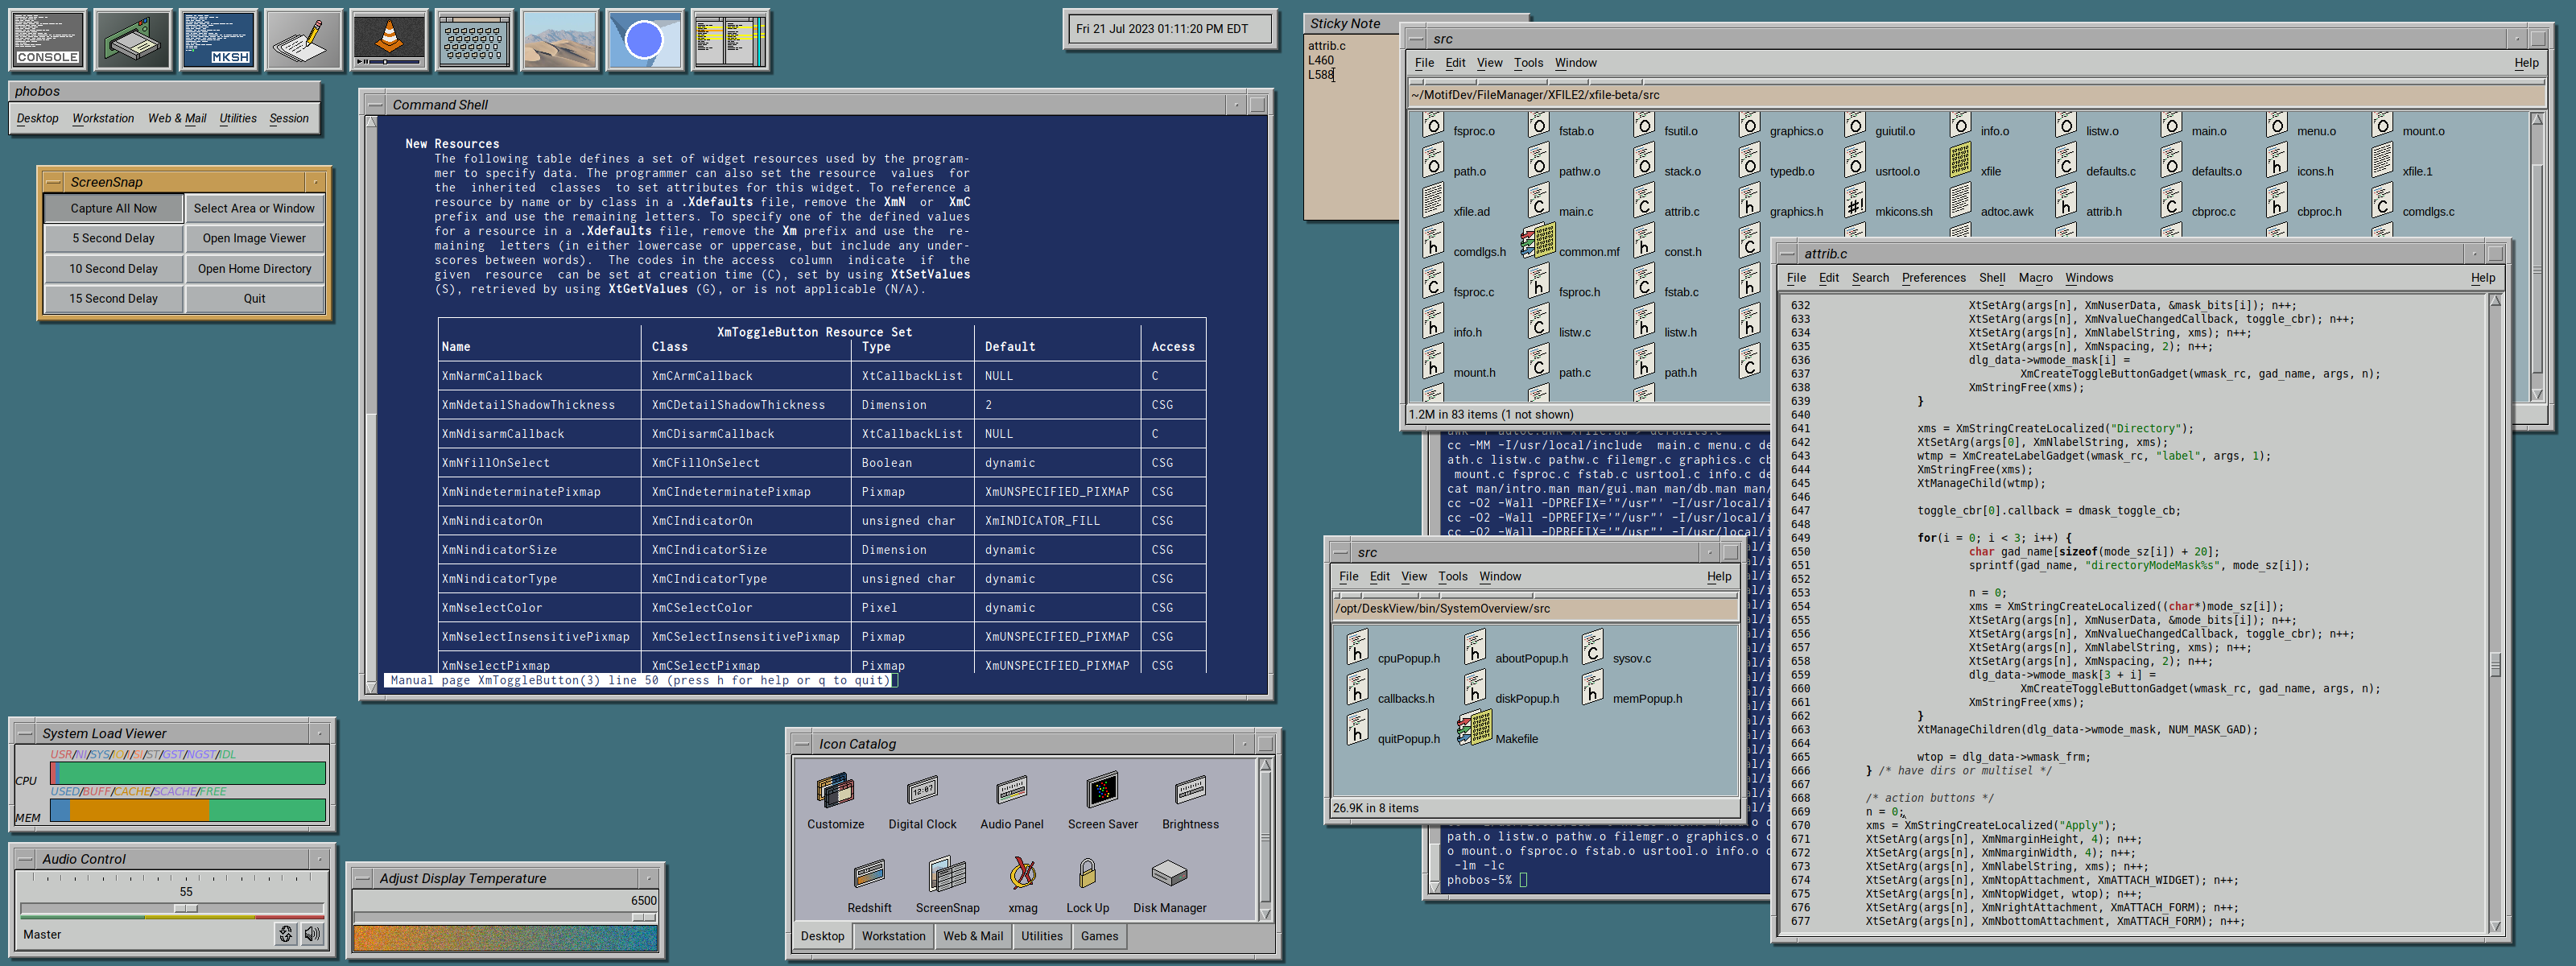 CONSOLE
MKSH
phobos
Desktop Workstation Web & Mail Utilities Session
ScreenSnap
Capture All Now Select Area or Window
5 Second Delay Open Image Viewer
10 Second Delay Open Home Directory
15 Second Delay Quit
Fri 21 Jul 2023 01:11:20 PM EDT
Command Shell
New Resources
The following table defines a set of widget resources used by the program-
mer to specify data. The programmer can also set the resource values for
the inherited classes to set attributes for this widget. To reference a
resource by name or by class in a .Xdefaults file, remove the XmN or XmC
prefix and use the remaining letters. To specify one of the defined values
for a resource in a .Xdefaults file, remove the Xm prefix and use the re-
maining letters (in either lowercase or uppercase, but include any under-
scores between words). The codes in the access column indicate if the
given resource can be set at creation time (C), set by using XtSetValues
(S), retrieved by using XtGetValues (G), or is not applicable (N/A).
XmToggleButton Resource Set
Name Class Type Default Access
XmNarmCallback XmCArmCallback XtCallbackList NULL C
XmNdetailShadowThickness XmCDetailShadowThickness Dimension 2 CSG
XmNdisarmCallback XmCDisarmCallback XtCallbackList NULL C
XmNfillOnSelect XmCFillOnSelect Boolean dynamic CSG
XmNindeterminatePixmap XmCIndeterminatePixmap Pixmap XmUNSPECIFIED_PIXMAP CSG
XmNindicatorOn XmCIndicatorOn unsigned char XmINDICATOR_FILL CSG
XmNindicatorSize XmCIndicatorSize Dimension dynamic CSG
XmNindicatorType XmCIndicatorType unsigned char dynamic CSG
XmNselectColor XmCSelectColor Pixel dynamic CSG
XmNselectInsensitivePixmap XmCSelectInsensitivePixmap Pixmap XmUNSPECIFIED_PIXMAP CSG
XmNselectPixmap XmCSelectPixmap Pixmap XmUNSPECIFIED_PIXMAP CSG
Manual page XmToggleButton(3) line 50 (press h for help or q to quit)
System Load Viewer
USR/NI/SYS/IO/SI/ST/GST/NGST/IDL
CPU
USED/BUFF/CACHE/SCACHE/FREE
MEM
Audio Control
55
Master
Adjust Display Temperature
6500
Icon Catalog
Customize Digital Clock Audio Panel Screen Saver Brightness
12:07
Redshift ScreenSnap xmag Lock Up Disk Manager
Desktop Workstation Web & Mail Utilities Games
Sticky Note
attrib.c
L460
L588
src
File Edit View Tools Window Help
~/MotifDev/FileManager/XFILE2/xfile-beta/src
fsproc.o fstab.o fsutil.o graphics.o guiutil.o info.o listw.o main.o menu.o mount.o
path.o pathw.o stack.o typedb.o usrtool.o xfile defaults.c defaults.o icons.h xfile.1
xfile.ad main.c attrib.c graphics.h mkicons.sh adtoc.awk attrib.h cbproc.c cbproc.h comdlgs.c
comdlgs.h common.mf const.h
fsproc.c fsproc.h fstab.c
info.h listw.c listw.h
mount.h path.c path.h
1.2M in 83 items (1 not shown)
cc -MM -I/usr/local/include main.c menu.c de
ath.c listw.c pathw.c filemgr.c graphics.c cb
mount.c fsproc.c fstab.c usrtool.c info.c de
cat man/intro.man man/gui.man man/db.man man/
cc -O2 -Wall -DPREFIX='"/usr"' -I/usr/local/i
cc -O2 -Wall -DPREFIX='"/usr"' -I/usr/local/i
cc -O2 -Wall -DPREFIX='"/usr"' -I/usr/local/i
src
File Edit View Tools Window Help
/opt/DeskView/bin/SystemOverview/src
cpuPopup.h aboutPopup.h sysov.c
callbacks.h diskPopup.h memPopup.h
quitPopup.h Makefile
26.9K in 8 items
path.o listw.o pathw.o filemgr.o graphics.o c
o mount.o fsproc.o fstab.o usrtool.o info.o d
-lm -lc
phobos-5%
attrib.c
File Edit Search Preferences Shell Macro Windows Help
632 XtSetArg(args[n], XmNuserData, &mask_bits[i]); n++;
633 XtSetArg(args[n], XmNvalueChangedCallback, toggle_cbr); n++;
634 XtSetArg(args[n], XmNlabelString, xms); n++;
635 XtSetArg(args[n], XmNspacing, 2); n++;
636 dlg_data->wmode_mask[i] =
637 XmCreateToggleButtonGadget(wmask_rc, gad_name, args, n);
638 XmStringFree(xms);
639 }
640
641 xms = XmStringCreateLocalized("Directory");
642 XtSetArg(args[0], XmNlabelString, xms);
643 wtmp = XmCreateLabelGadget(wmask_rc, "label", args, 1);
644 XmStringFree(xms);
645 XtManageChild(wtmp);
646
647 toggle_cbr[0].callback = dmask_toggle_cb;
648
649 for(i = 0; i < 3; i++) {
650 char gad_name[sizeof(mode_sz[i]) + 20];
651 sprintf(gad_name, "directoryModeMask%s", mode_sz[i]);
652
653 n = 0;
654 xms = XmStringCreateLocalized((char*)mode_sz[i]);
655 XtSetArg(args[n], XmNuserData, &mode_bits[i]); n++;
656 XtSetArg(args[n], XmNvalueChangedCallback, toggle_cbr); n++;
657 XtSetArg(args[n], XmNlabelString, xms); n++;
658 XtSetArg(args[n], XmNspacing, 2); n++;
659 dlg_data->wmode_mask[3 + i] =
660 XmCreateToggleButtonGadget(wmask_rc, gad_name, args, n);
661 XmStringFree(xms);
662 }
663 XtManageChildren(dlg_data->wmode_mask, NUM_MASK_GAD);
664
665 wtop = dlg_data->wmask_frm;
666 } /* have dirs or multisel */
667
668 /* action buttons */
669 n = 0;
670 xms = XmStringCreateLocalized("Apply");
671 XtSetArg(args[n], XmNmarginHeight, 4); n++;
672 XtSetArg(args[n], XmNmarginWidth, 4); n++;
673 XtSetArg(args[n], XmNlabelString, xms); n++;
674 XtSetArg(args[n], XmNtopAttachment, XmATTACH_WIDGET); n++;
675 XtSetArg(args[n], XmNtopWidget, wtop); n++;
676 XtSetArg(args[n], XmNrightAttachment, XmATTACH_FORM); n++;
677 XtSetArg(args[n], XmNbottomAttachment, XmATTACH_FORM); n++;